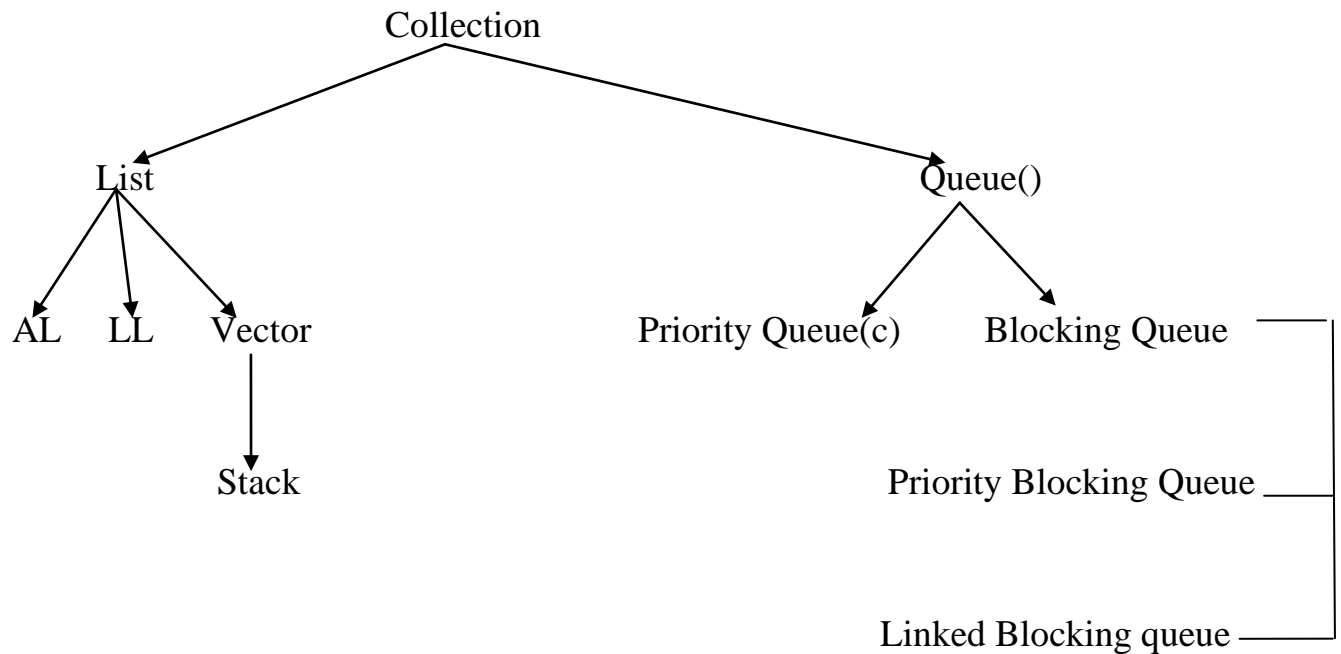 Collection
List
Queue()
AL
LL
Vector
Priority Queue(c)
Blocking Queue
Stack
Priority Blocking Queue
Linked Blocking queue